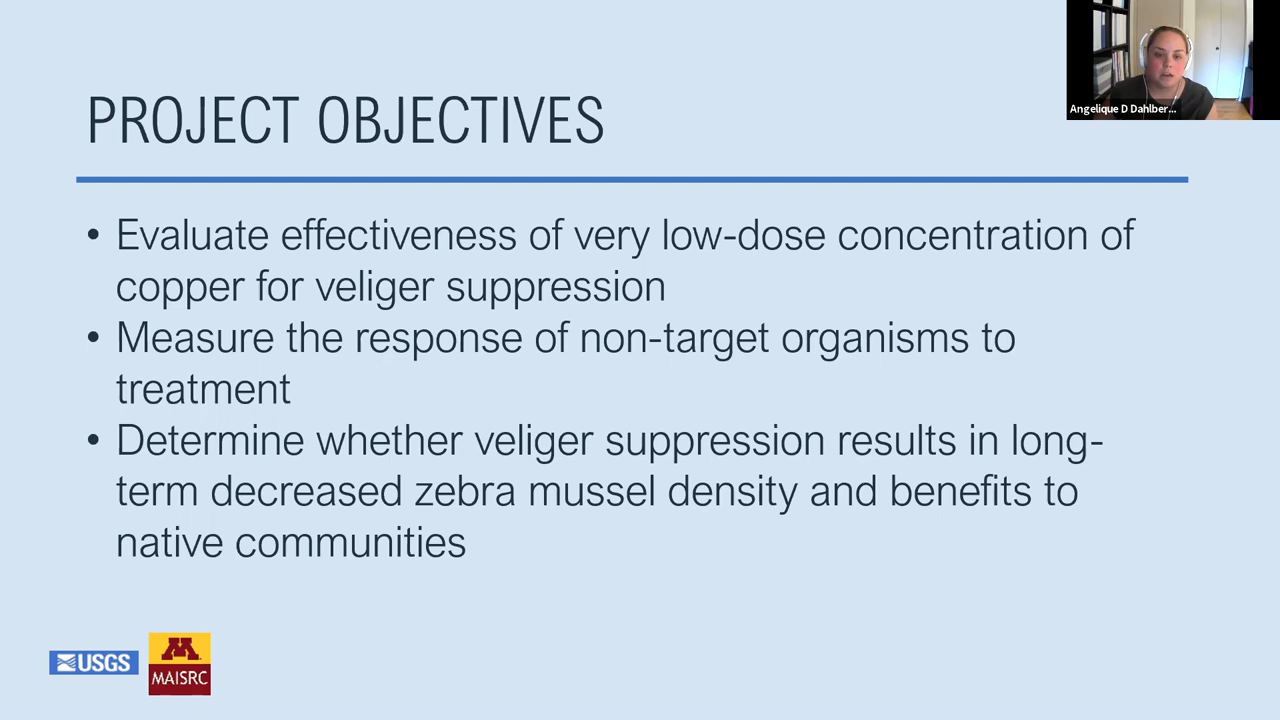 Angelique D Dahlber...
PROJECT OBJECTIVES
• Evaluate effectiveness of very low-dose concentration of
copper for veliger suppression
• Measure the response of non-target organisms to
treatment
• Determine whether veliger suppression results in long-
term decreased zebra mussel density and benefits to
native communities
USGS
M
MAISRC